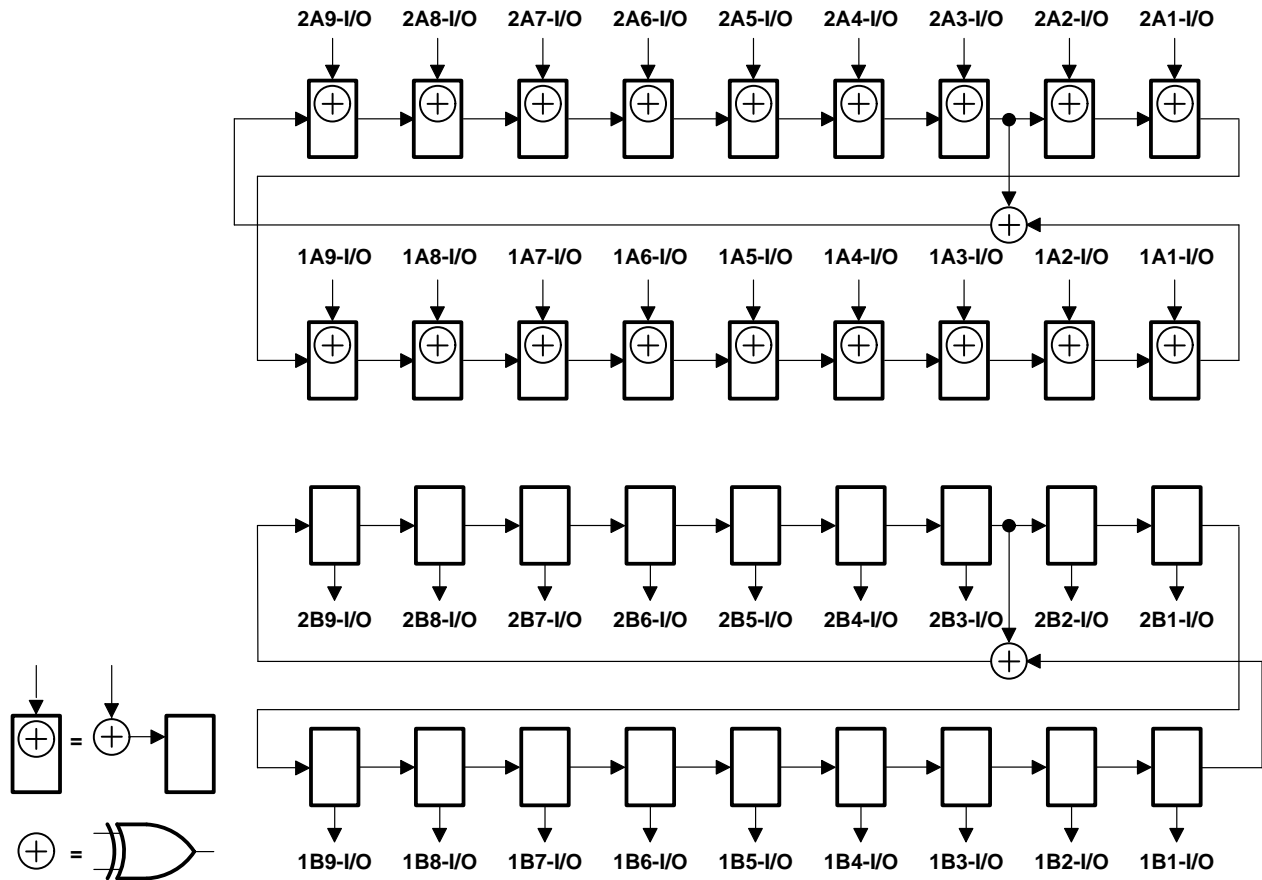 2A9-I/O 2A8-I/O 2A7-I/O 2A6-I/O 2A5-I/O 2A4-I/O 2A3-I/O 2A2-I/O 2A1-I/O
1A9-I/O 1A8-I/O 1A7-I/O 1A6-I/O 1A5-I/O 1A4-I/O 1A3-I/O 1A2-I/O 1A1-I/O
2B9-I/O 2B8-I/O 2B7-I/O 2B6-I/O 2B5-I/O 2B4-I/O 2B3-I/O 2B2-I/O 2B1-I/O
=
=
1B9-I/O 1B8-I/O 1B7-I/O 1B6-I/O 1B5-I/O 1B4-I/O 1B3-I/O 1B2-I/O 1B1-I/O